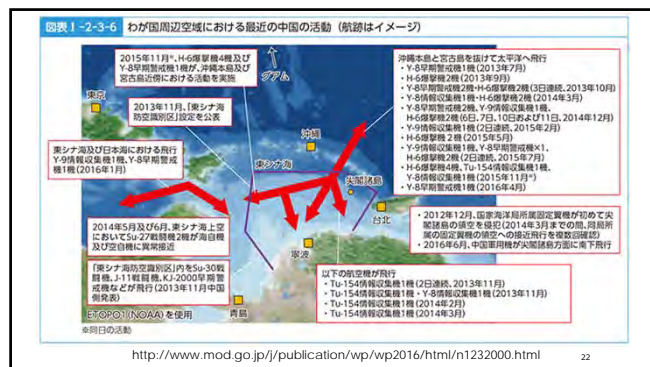 図表Ⅰ-2-3-6 わが国周辺空域における最近の中国の活動(航跡はイメージ)
2015年11月*、H-6爆撃機4機及び
Y-8早期警戒機1機が、沖縄本島及び
宮古島近傍における活動を実施
グアム
沖縄本島と宮古島を抜けて太平洋へ飛行
・Y-8早期警戒機1機(2013年7月)
・H-6爆撃機2機(2013年9月)
・Y-8早期警戒機2機・H-6爆撃機2機(3日連続、2013年10月)
・Y-8情報収集機1機・H-6爆撃機2機(2014年3月)
・Y-8早期警戒機2機、Y-9情報収集機1機、
H-6爆撃機2機(6日、7日、10日および11日、2014年12月)
・Y-9情報収集機1機(2日連続、2015年2月)
・H-6爆撃機2機(2015年5月)
・Y-9情報収集機1機、Y-8早期警戒機×1、
H-6爆撃機2機(2日連続、2015年7月)
・H-6爆撃機4機、Tu-154情報収集機1機、
Y-8情報収集機1機(2015年11月*)
・Y-8早期警戒機1機(2016年4月)
東京
2013年11月、「東シナ海
防空識別区」設定を公表
沖縄
東シナ海及び日本海における飛行
Y-9情報収集機1機、Y-8早期警戒
機1機(2016年1月)
東シナ海
尖閣諸島
台北
2014年5月及び6月、東シナ海上空
においてSu-27戦闘機2機が海自機
及び空自機に異常接近
・2012年12月、国家海洋局所属固定翼機が初めて尖
閣諸島の領空を侵犯(2014年3月までの間、同局所
属の固定翼機の領空への接近飛行を複数回確認)
・2016年6月、中国軍用機が尖閣諸島方面に南下飛行
寧波
「東シナ海防空識別区」内をSu-30戦
闘機、J-11戦闘機、KJ-2000早期警
戒機などが飛行(2013年11月中国
側発表)
以下の航空機が飛行
・Tu-154情報収集機1機(2日連続、2013年11月)
・Tu-154情報収集機1機・Y-8情報収集機1機(2013年11月)
・Tu-154情報収集機1機(2014年2月)
・Tu-154情報収集機1機(2014年3月)
青島
ETOPO1(NOAA)を使用
※同日の活動
http://www.mod.go.jp/j/publication/wp/wp2016/html/n1232000.html
22